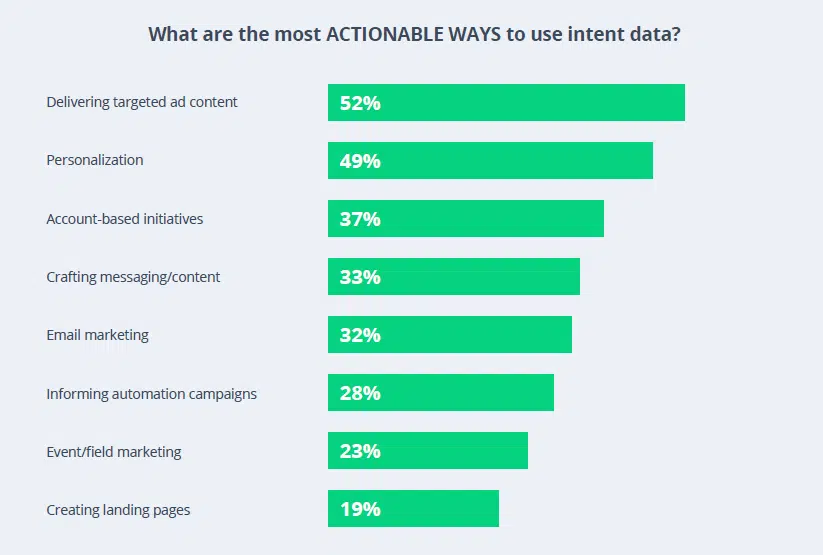 What are the most ACTIONABLE WAYS to use intent data?
Delivering targeted ad content 52%
Personalization 49%
Account-based initiatives 37%
Crafting messaging/content 33%
Email marketing 32%
Informing automation campaigns 28%
Event/field marketing 23%
Creating landing pages 19%